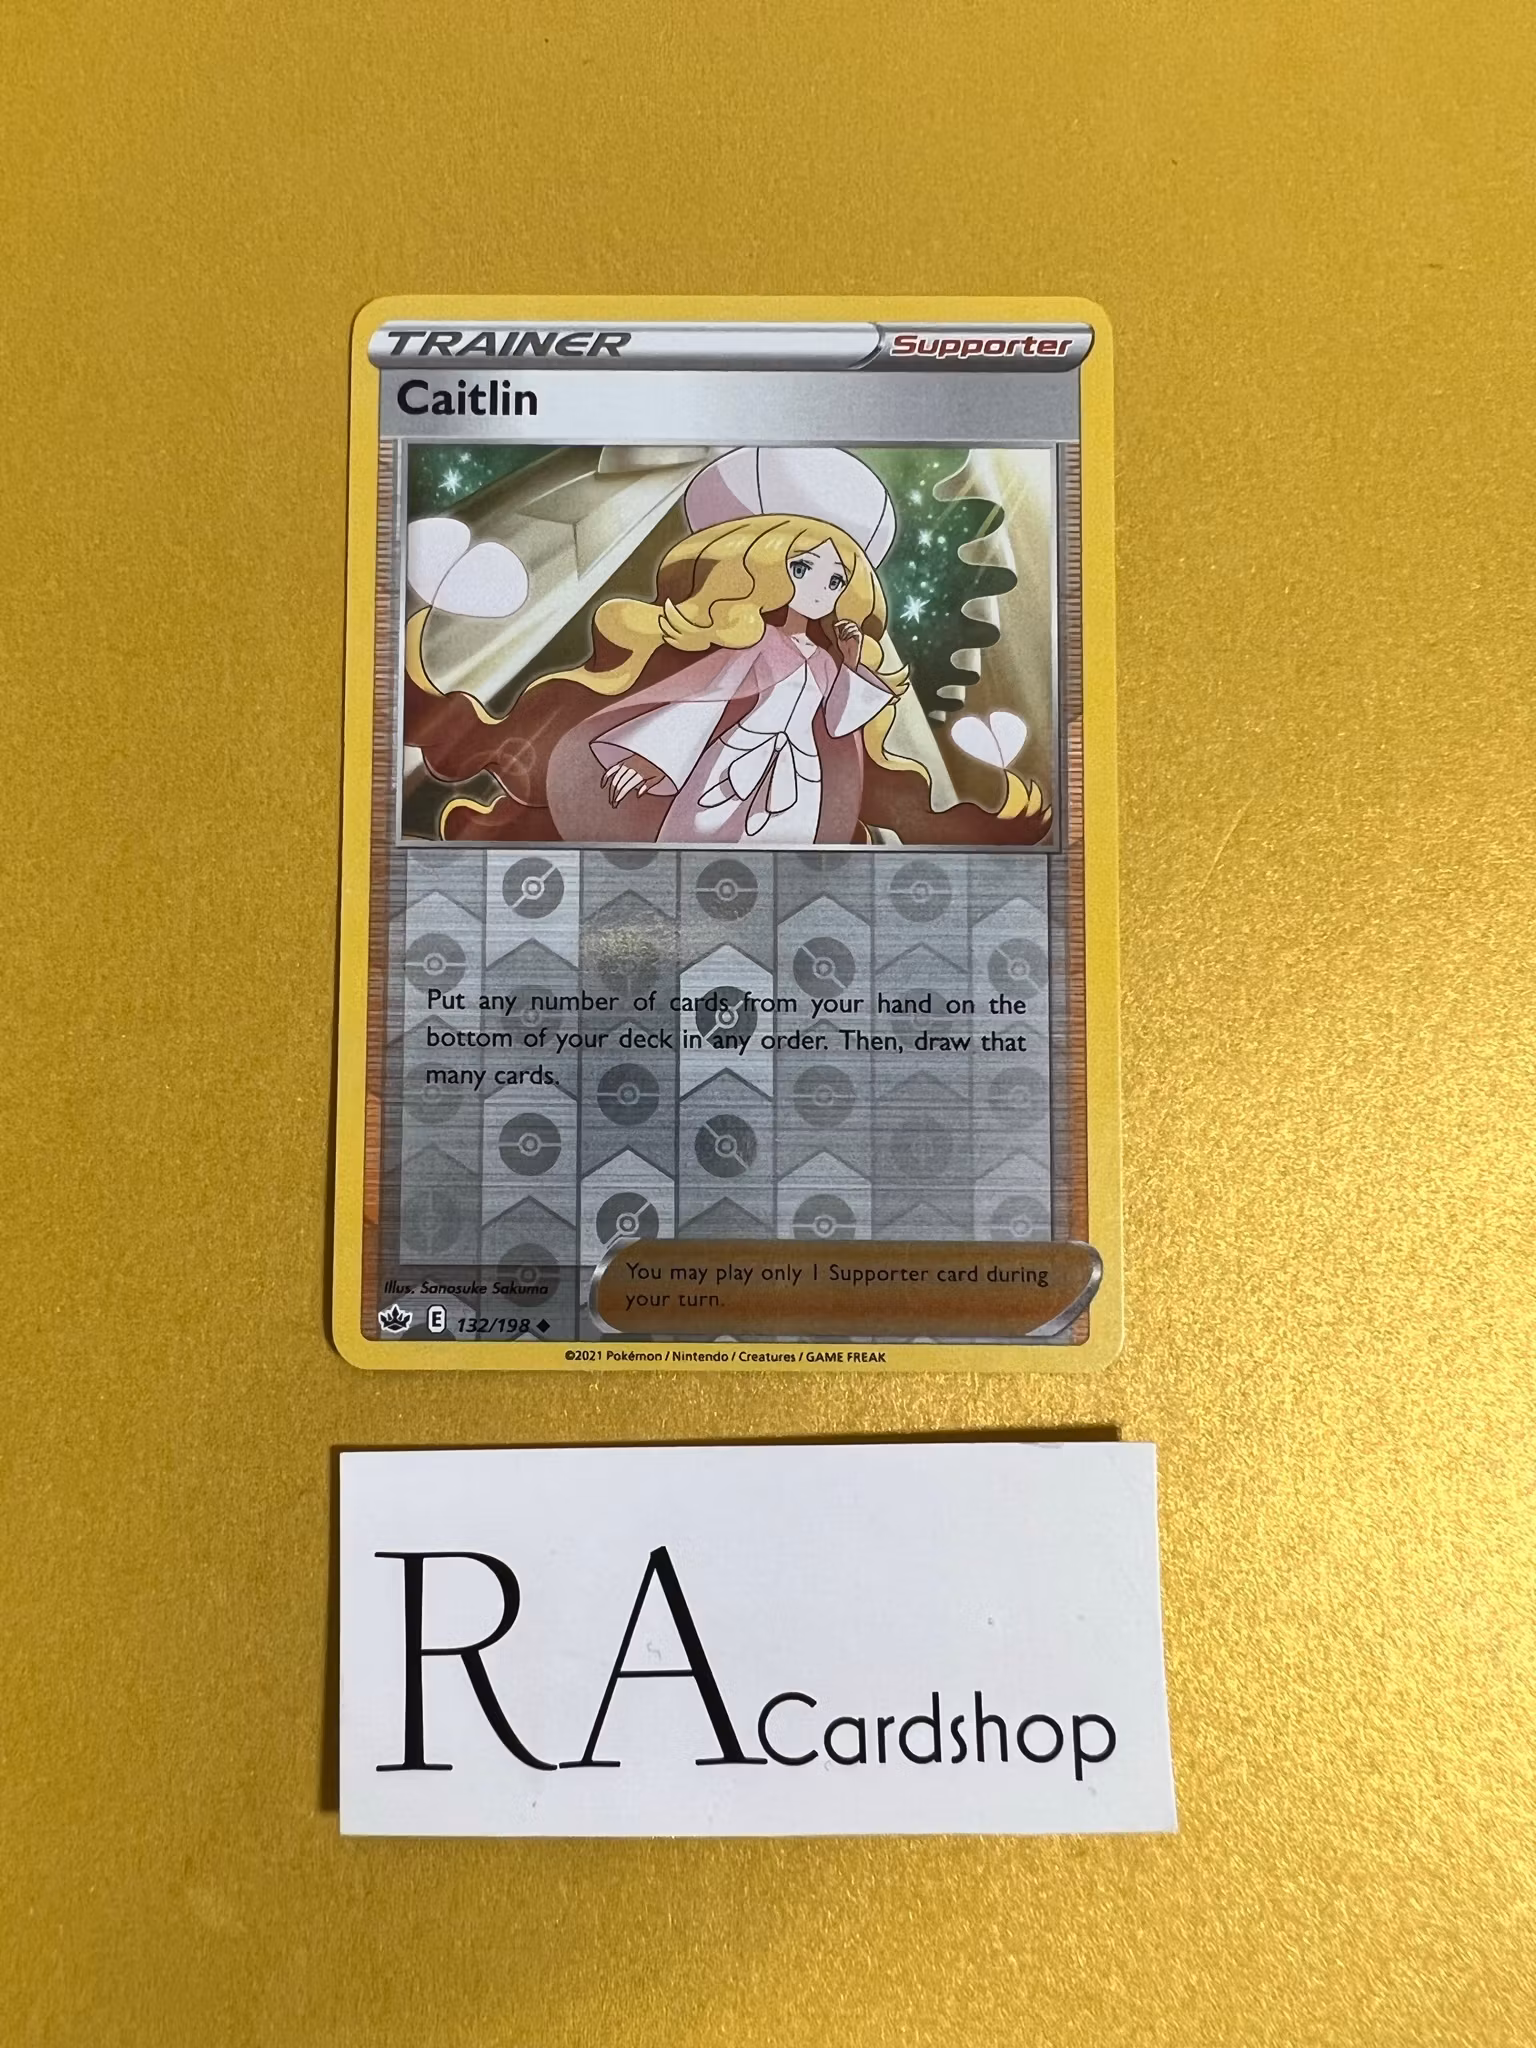 TRAINER Supporter
Caitlin
Put any number of cards from your hand on the
bottom of your deck in any order. Then, draw that
many cards.
You may play only 1 Supporter card during
your turn.
Illus. Sanosuke Sakuma
E 132/198
©2021 Pokémon / Nintendo / Creatures / GAME FREAK
RA Cardshop